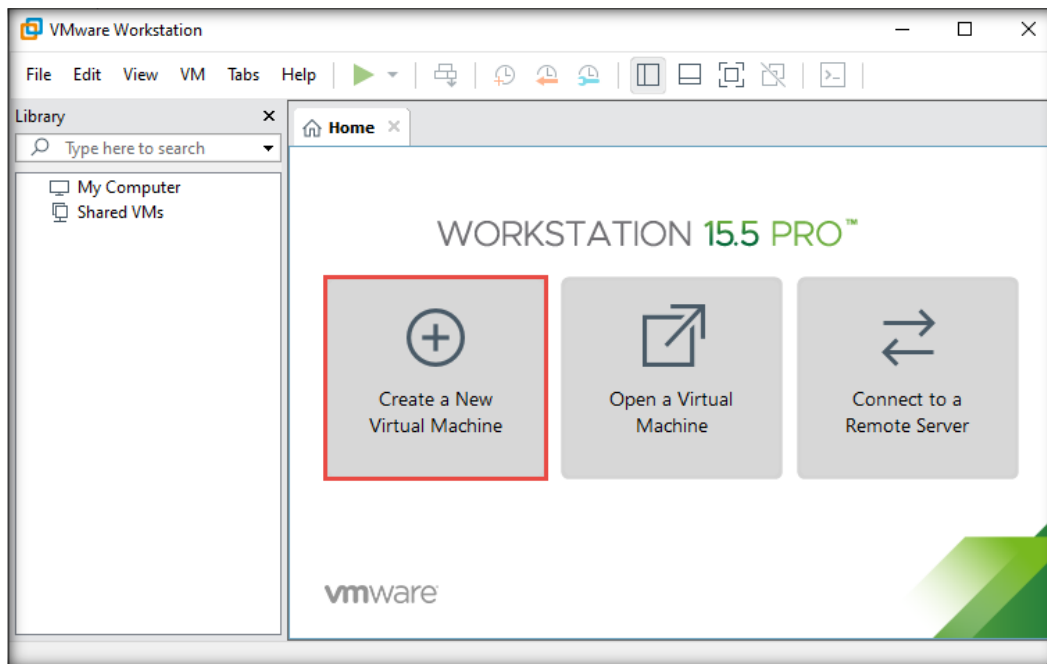 VMware Workstation
File Edit View VM Tabs Help
Library
Home
Type here to search
My Computer
Shared VMs
WORKSTATION 15.5 PRO™
Create a New
Virtual Machine
Open a Virtual
Machine
Connect to a
Remote Server
vmware